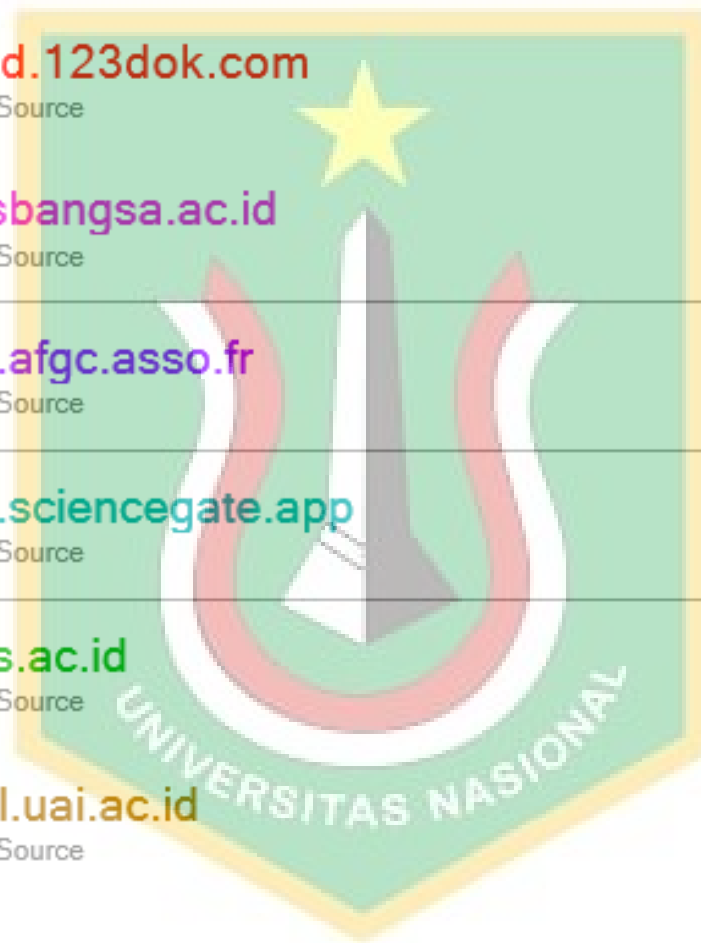 d.123dok.com
Source
sbangsa.ac.id
Source
.afgc.asso.fr
Source
.sciencegate.app
Source
s.ac.id
Source
l.uai.ac.id
Source
UNIVERSITAS NASIONAL